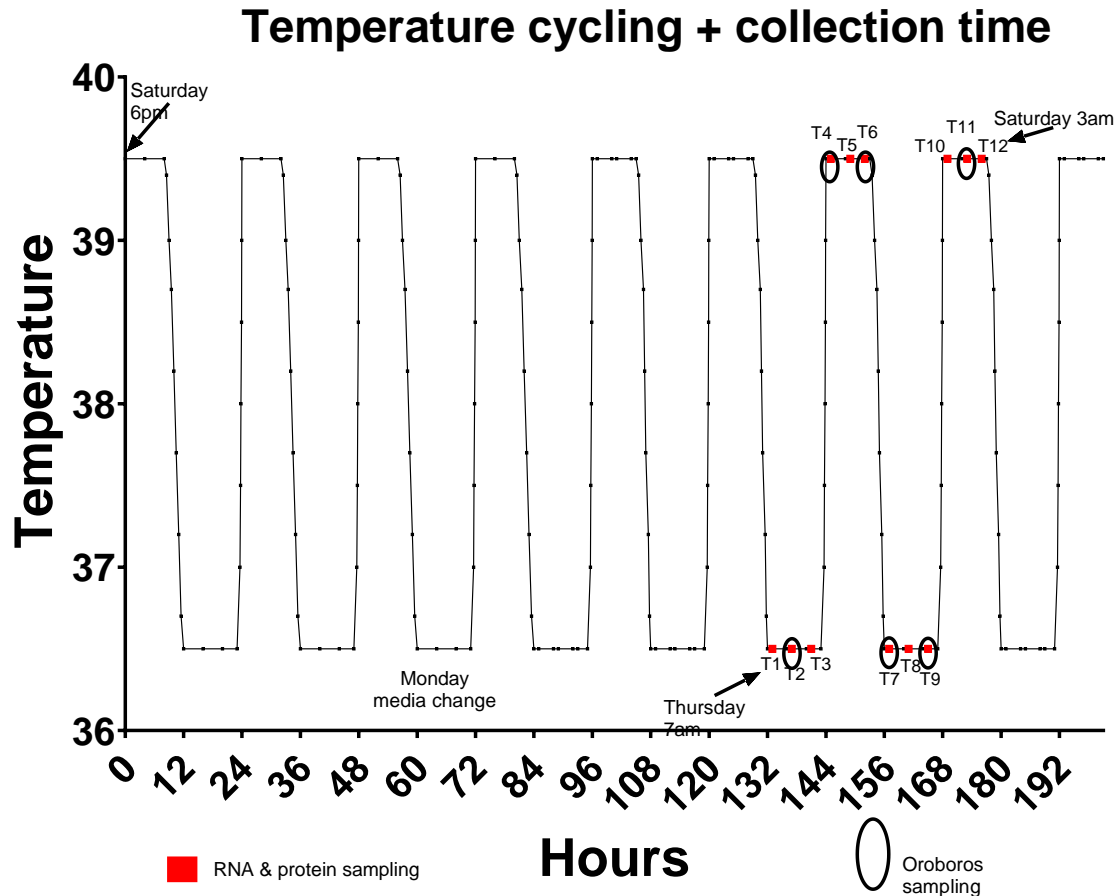 Temperature cycling + collection time
40
39
38
37
36
Temperature
Saturday
6pm
T4
T5
T6
T10
T11
T12
Saturday 3am
T1
T2
T3
T7
T8
T9
Monday
media change
Thursday
7am
0
12
24
36
48
60
72
84
96
108
120
132
144
156
168
180
192
Hours
RNA & protein sampling
Oroboros
sampling